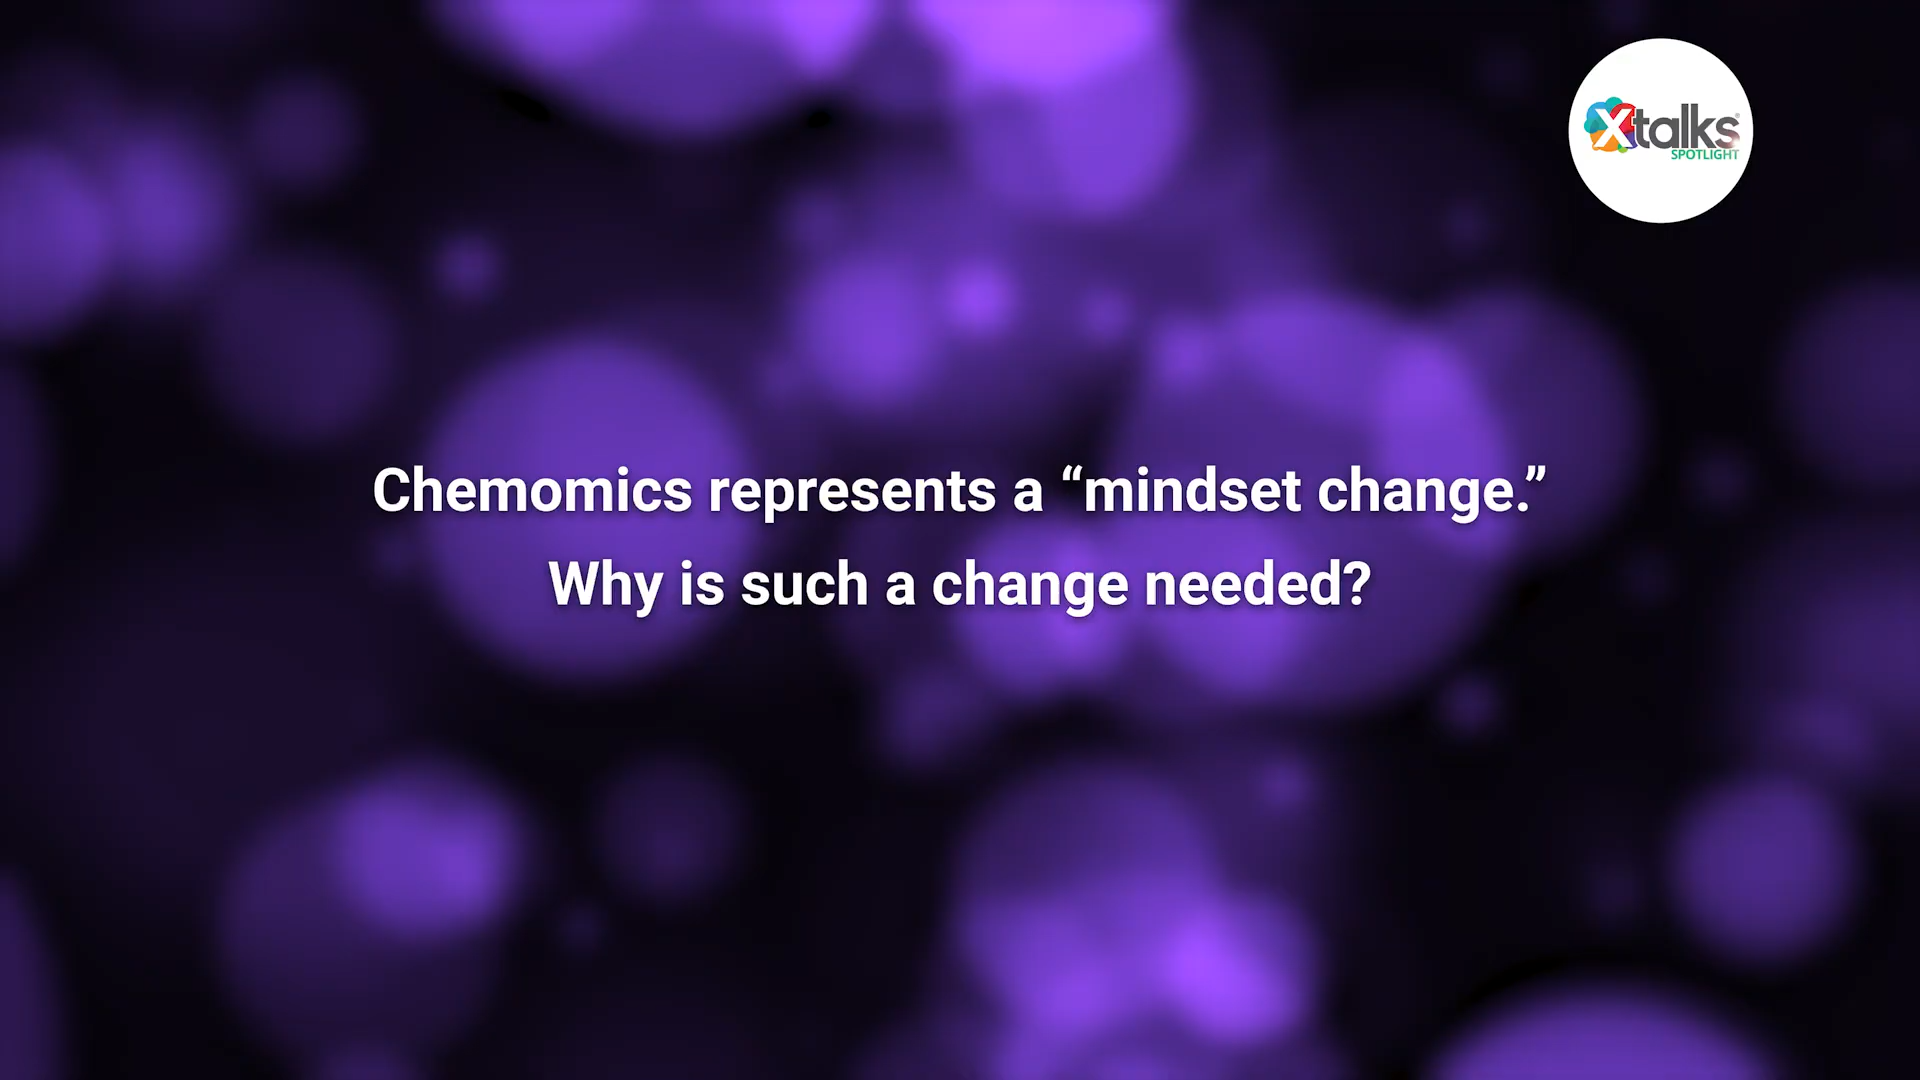 Xtalks
SPOTLIGHT
Chemomics represents a “mindset change.”
Why is such a change needed?